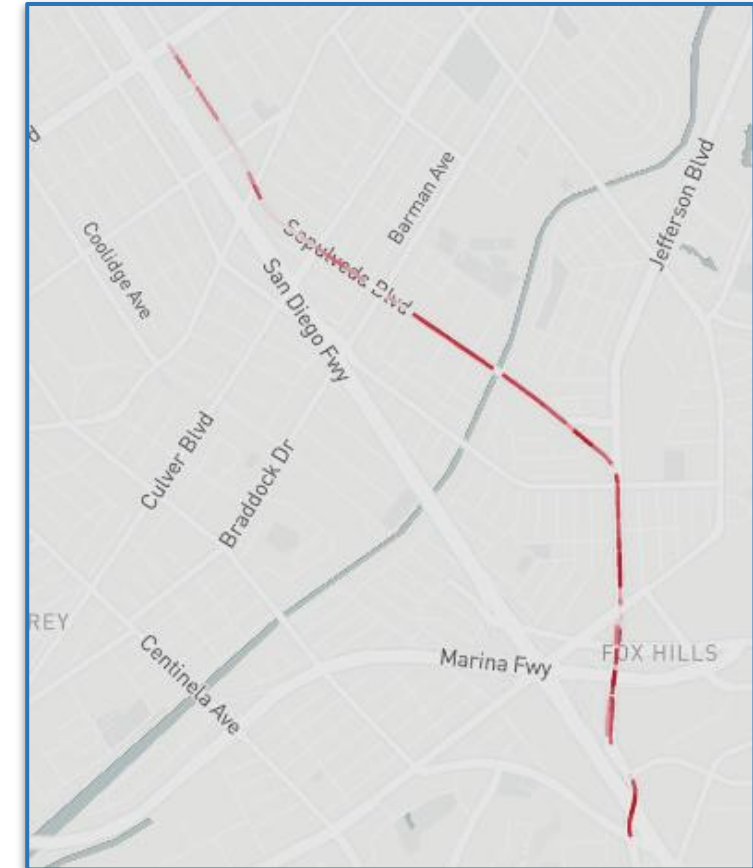 Jefferson Blvd
Barman Ave
Coolidge Ave
Sepulveda Blvd
San Diego Fwy
Culver Blvd
Braddock Dr
REY
Centinela Ave
Marina Fwy
FOX HILLS